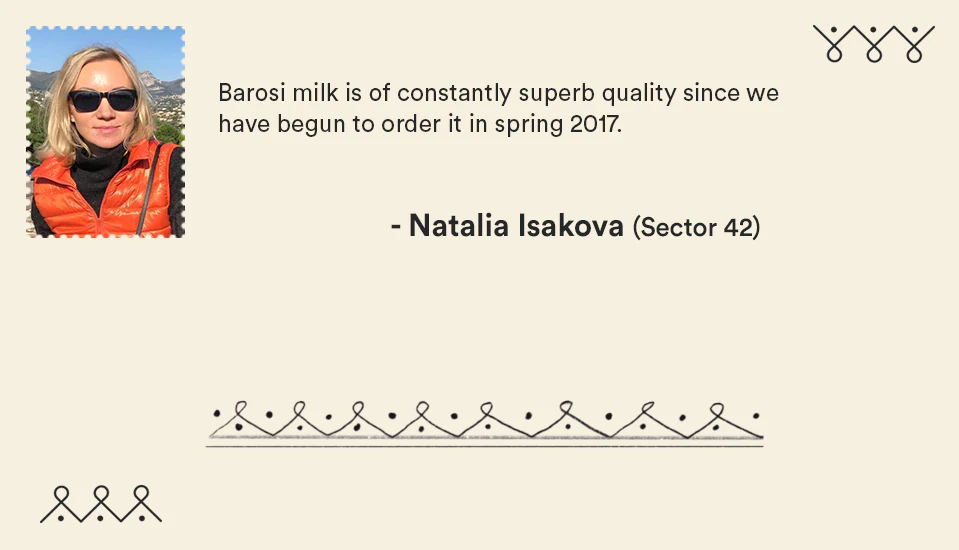 Barosi milk is of constantly superb quality since we
have begun to order it in spring 2017.
- Natalia Isakova (Sector 42)